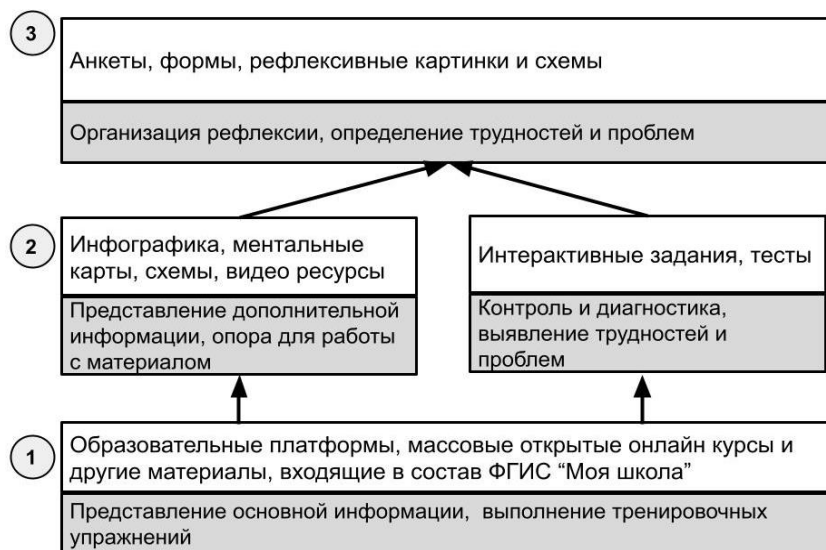 3
Анкеты, формы, рефлексивные картинки и схемы
Организация рефлексии, определение трудностей и проблем
2
Инфографика, ментальные
карты, схемы, видео ресурсы
Представление дополнительной
информации, опора для работы
с материалом
Интерактивные задания, тесты
Контроль и диагностика,
выявление трудностей и
проблем
1
Образовательные платформы, массовые открытые онлайн курсы и
другие материалы, входящие в состав ФГИС “Моя школа”
Представление основной информации, выполнение тренировочных
упражнений